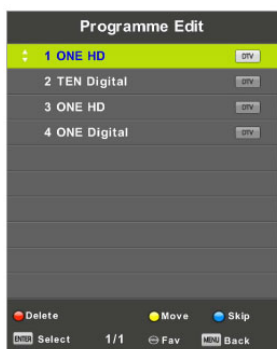 Programme Edit
1 ONE HD DTV
2 TEN Digital DTV
3 ONE HD DTV
4 ONE Digital DTV
Delete Move Skip
ENTER Select 1/1 Fav MENU Back